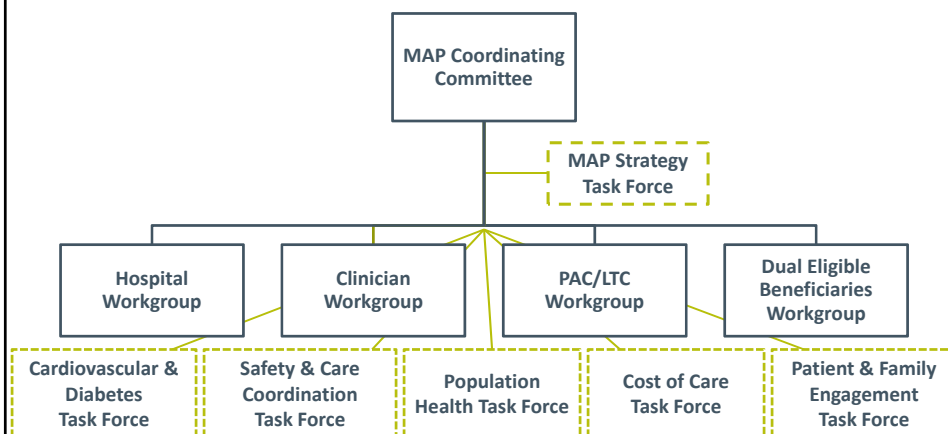 MAP Coordinating
Committee
MAP Strategy
Task Force
Hospital
Workgroup
Clinician
Workgroup
PAC/LTC
Workgroup
Dual Eligible
Beneficiaries
Workgroup
Cardiovascular &
Diabetes
Task Force
Safety & Care
Coordination
Task Force
Population
Health Task Force
Cost of Care
Task Force
Patient & Family
Engagement
Task Force